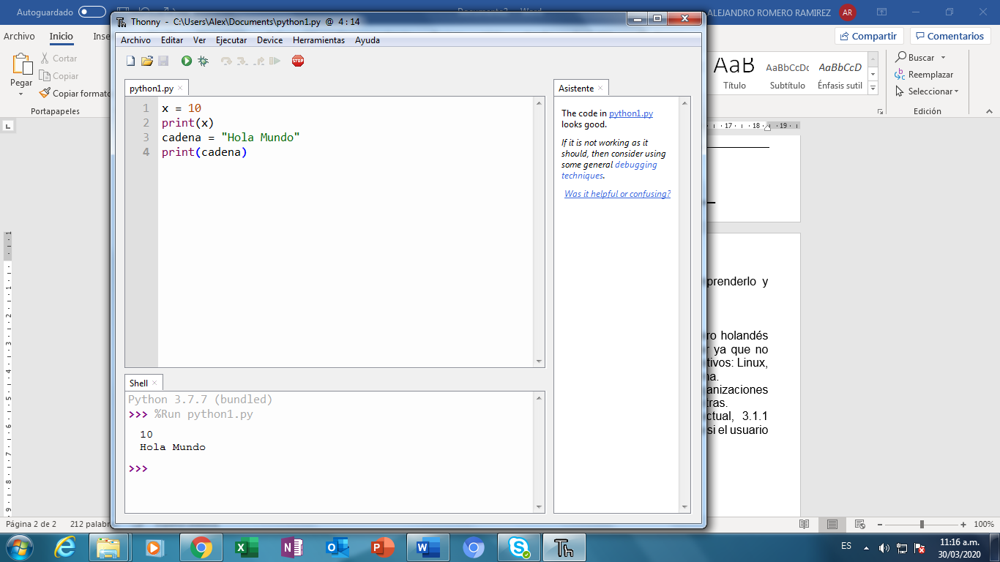 Autoguardado
ALEJANDRO ROMERO RAMIREZ AR
Archivo Inicio
Compartir Comentarios
Cortar
Copiar
Pegar
Copiar formato
Portapapeles
AaB AaBbCcDc AaBbCcD
Título Subtítulo Énfasis sutil
Buscar
Reemplazar
Seleccionar
Edición
Thonny - C:\Users\Alex\Documents\python1.py @ 4 : 14
Archivo Editar Ver Ejecutar Device Herramientas Ayuda
STOP
python1.py
1 x = 10
2 print(x)
3 cadena = "Hola Mundo"
4 print(cadena)
Asistente
The code in python1.py
looks good.
If it is not working as it
should, then consider using
some general debugging
techniques.
Was it helpful or confusing?
Shell
Python 3.7.7 (bundled)
>>> %Run python1.py
10
Hola Mundo
>>>
17 18 19
prenderlo y
ro holandés
ya que no
tivos: Linux,
na.
anizaciones
tras.
ctual, 3.1.1
si el usuario
Página 2 de 2 212 palabr
100%
ES
11:16 a.m.
30/03/2020